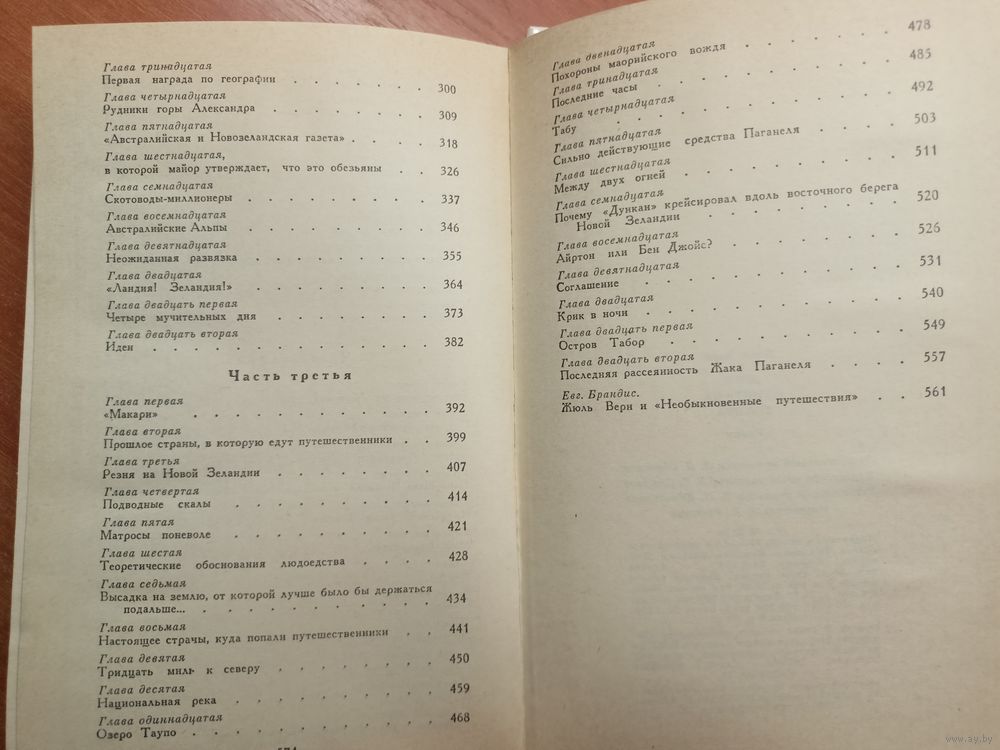 Глава тринадцатая
Первая награда по географии . . . . . 300
Глава четырнадцатая
Рудники горы Александра . . . . . . 309
Глава пятнадцатая
«Австралийская и Новозеландская газета» . . . . 318
Глава шестнадцатая,
в которой майор утверждает, что это обезьяны . . 326
Глава семнадцатая
Скотоводы-миллионеры . . . . . . . 337
Глава восемнадцатая
Австралийские Альпы . . . . . . . 346
Глава девятнадцатая
Неожиданная развязка . . . . . . . 355
Глава двадцатая
«Ландия! Зеландия!» . . . . . . . 364
Глава двадцать первая
Четыре мучительных дня . . . . . . 373
Глава двадцать вторая
Иден . . . . . . . . . . . 382
Часть третья
Глава первая
«Макари» . . . . . . . . . . 392
Глава вторая
Прошлое страны, в которую едут путешественники . . 399
Глава третья
Резня на Новой Зеландии . . . . . . 407
Глава четвертая
Подводные скалы . . . . . . . . 414
Глава пятая
Матросы поневоле . . . . . . . . 421
Глава шестая
Теоретические обоснования людоедства . . . . 428
Глава седьмая
Высадка на землю, от которой лучше было бы держаться
подальше... . . . . . . . . . 434
Глава восьмая
Настоящее страчы, куда попали путешественники . . 441
Глава девятая
Тридцать миль к северу . . . . . . 450
Глава десятая
Национальная река . . . . . . . . 459
Глава одиннадцатая
Озеро Таупо . . . . . . . . . 468
Глава двенадцатая
Похороны маорийского вождя . . . . . . 478
Глава тринадцатая
Последние часы . . . . . . . . 485
Глава четырнадцатая
Табу . . . . . . . . . . . 492
Глава пятнадцатая
Сильно действующие средства Паганеля . . . . 503
Глава шестнадцатая
Между двух огней . . . . . . . . 511
Глава семнадцатая
Почему «Дункан» крейсировал вдоль восточного берега
Новой Зеландии . . . . . . . . 520
Глава восемнадцатая
Айртон или Бен Джойс? . . . . . . . 526
Глава девятнадцатая
Соглашение . . . . . . . . . 531
Глава двадцатая
Крик в ночи . . . . . . . . . 540
Глава двадцать первая
Остров Табор . . . . . . . . . 549
Глава двадцать вторая
Последняя рассеянность Жака Паганеля . . . . 557
Евг. Брандис.
Жюль Верн и «Необыкновенные путешествия» . . 561
www.ay.by